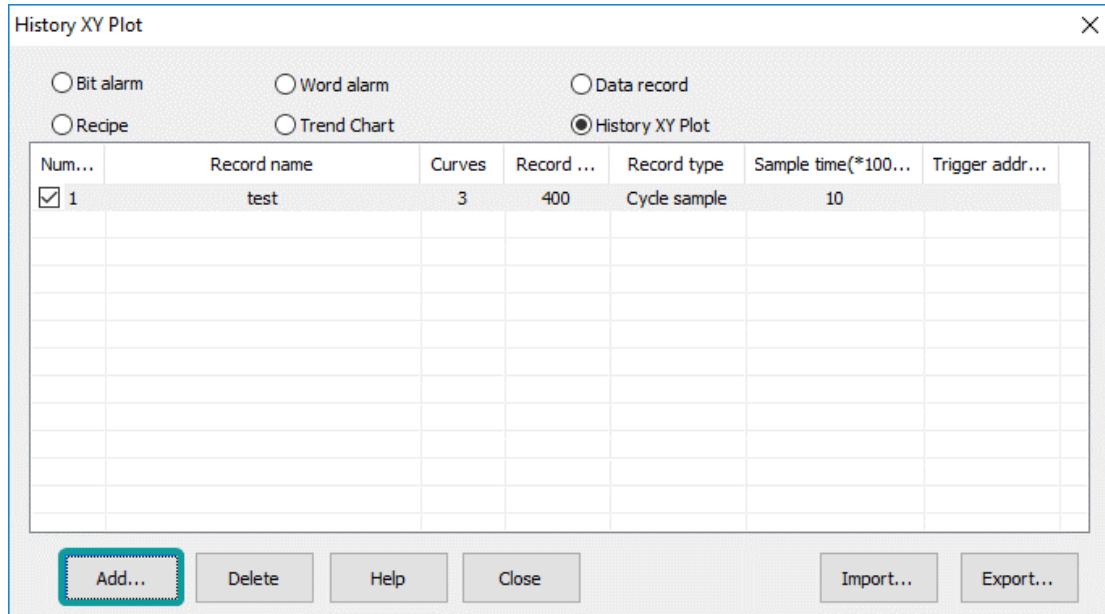 History XY Plot
Bit alarm Word alarm Data record
Recipe Trend Chart History XY Plot
Num... Record name Curves Record ... Record type Sample time(*100... Trigger addr...
1 test 3 400 Cycle sample 10
Add... Delete Help Close Import... Export...